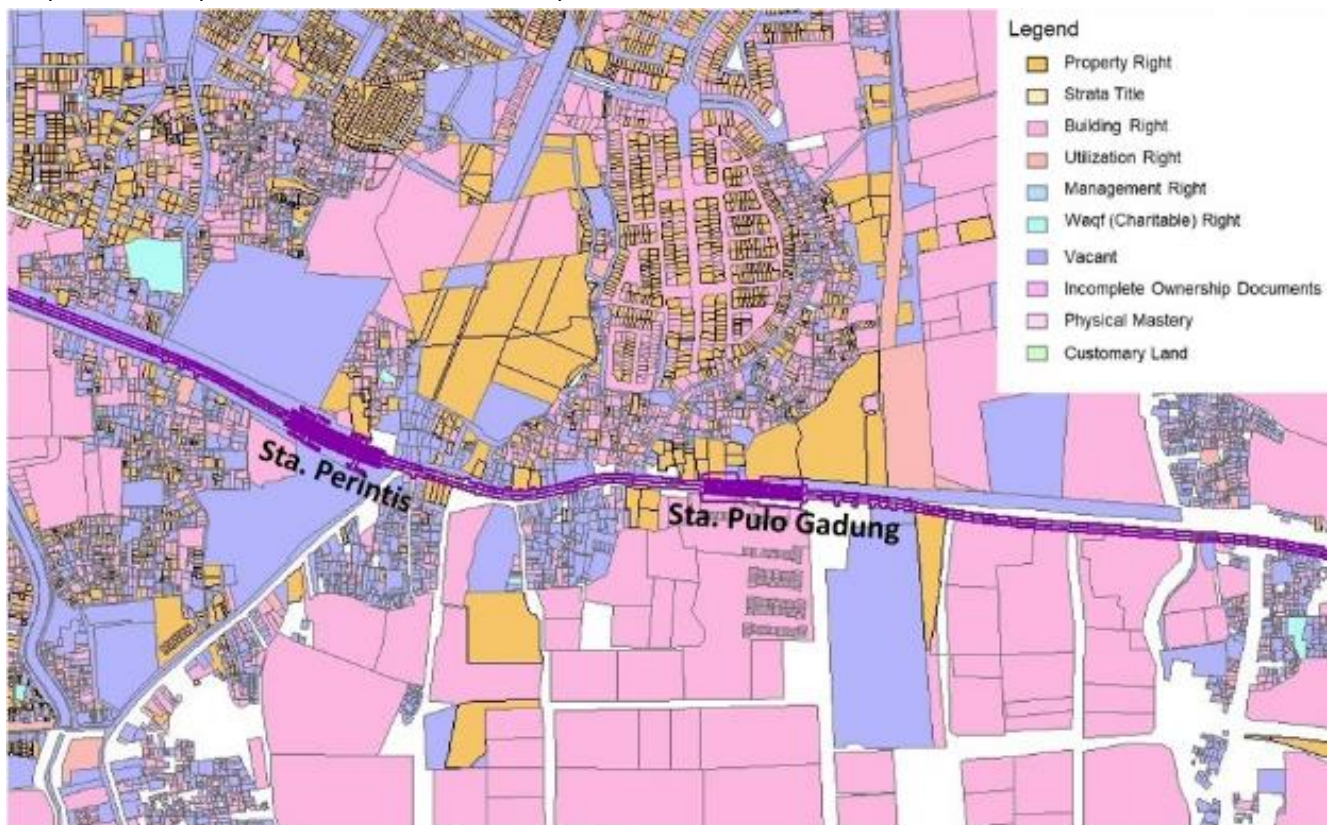 Legend
Property Right
Strata Title
Building Right
Utilization Right
Management Right
Waqf (Charitable) Right
Vacant
Incomplete Ownership Documents
Physical Mastery
Customary Land
Sta. Perintis
Sta. Pulo Gadung